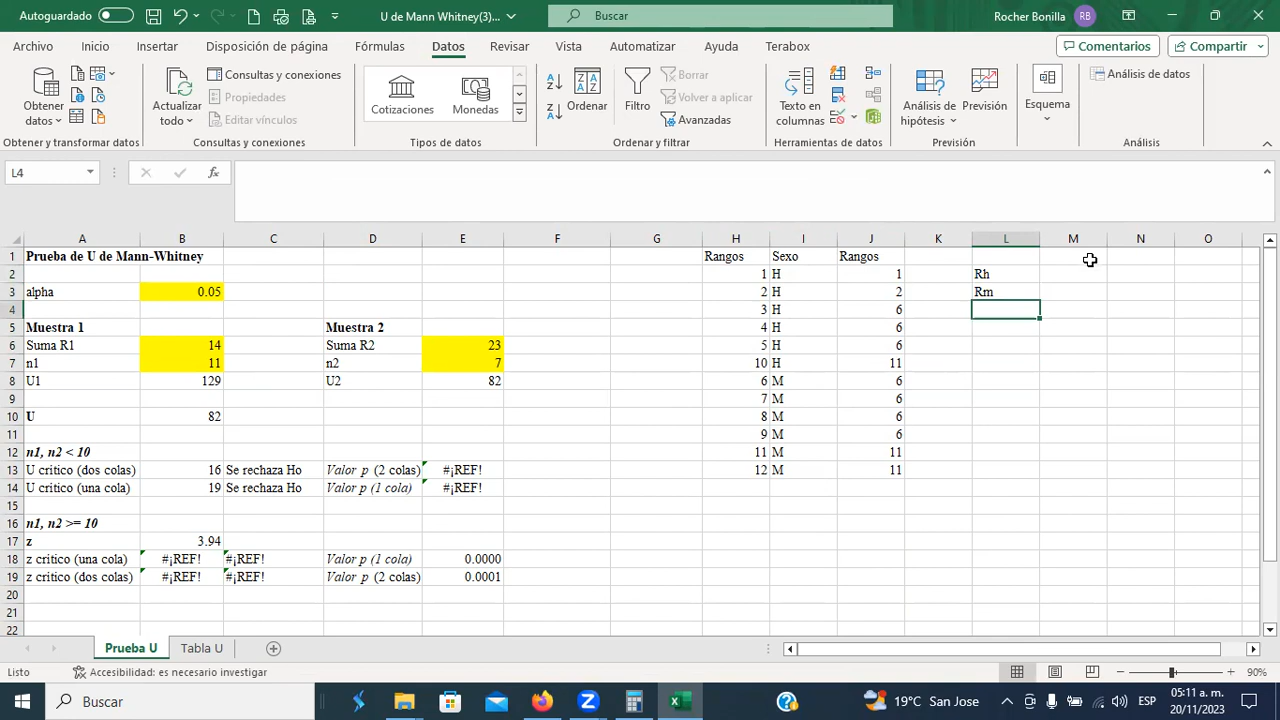 Autoguardado
U de Mann Whitney(3)...
Buscar
Rocher Bonilla RB
Archivo Inicio Insertar Disposición de página Fórmulas Datos Revisar Vista Automatizar Ayuda Terabox Comentarios Compartir
Obtener datos
Actualizar todo
Consultas y conexiones
Propiedades
Editar vínculos
Cotizaciones Monedas
Ordenar
Filtro
Borrar
Volver a aplicar
Avanzadas
Texto en columnas
Análisis de hipótesis
Previsión
Esquema
Análisis de datos
Obtener y transformar datos Consultas y conexiones Tipos de datos Ordenar y filtrar Herramientas de datos Previsión Análisis
L4 fx
A B C D E F G H I J K L M N O
1 Prueba de U de Mann-Whitney Rangos Sexo Rangos
2 1 H 1 Rh
3 alpha 0.05 2 H 2 Rm
4 3 H 6
5 Muestra 1 Muestra 2 4 H 6
6 Suma R1 14 Suma R2 23 5 H 6
7 n1 11 n2 7 10 H 11
8 U1 129 U2 82 6 M 6
9 7 M 6
10 U 82 8 M 6
11 9 M 6
12 n1, n2 < 10 11 M 11
13 U critico (dos colas) 16 Se rechaza Ho Valor p (2 colas) #¡REF! 12 M 11
14 U critico (una cola) 19 Se rechaza Ho Valor p (1 cola) #¡REF!
15
16 n1, n2 >= 10
17 z 3.94
18 z critico (una cola) #¡REF! #¡REF! Valor p (1 cola) 0.0000
19 z critico (dos colas) #¡REF! #¡REF! Valor p (2 colas) 0.0001
20
21
22
Prueba U Tabla U
Listo Accesibilidad: es necesario investigar 90%
Buscar 19°C San Jose ESP 05:11 a. m.
20/11/2023